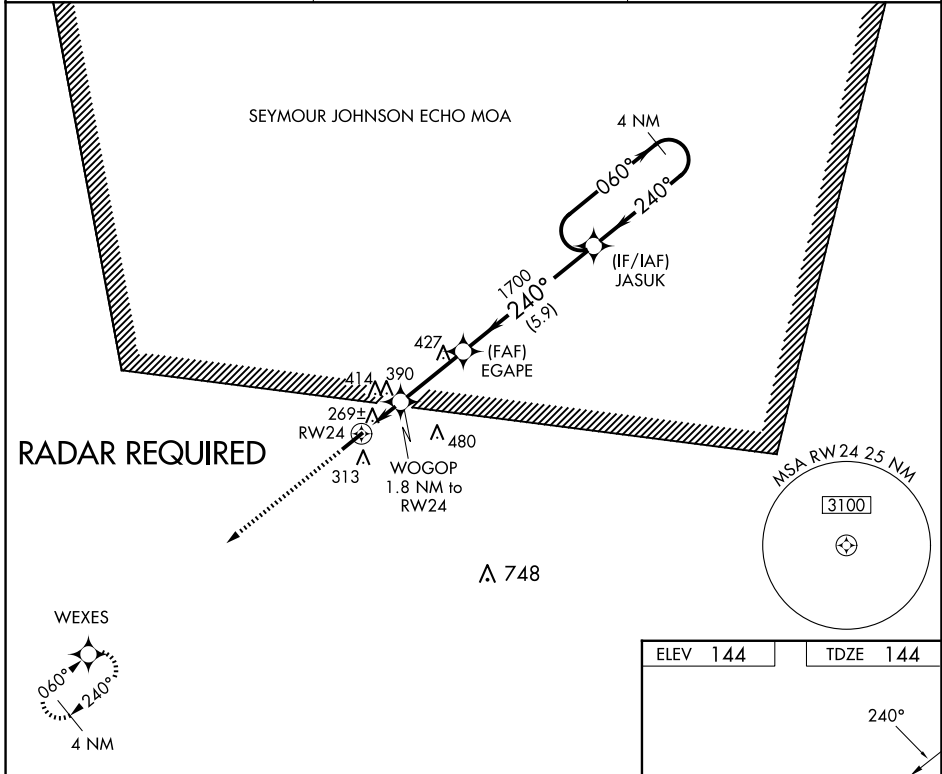 SEYMOUR JOHNSON ECHO MOA
4 NM
060°
240°
(IF/IAF)
JASUK
1700
240°
(5.9)
427
(FAF)
EGAPE
414
390
269±
RW24
480
313
WOGOP
1.8 NM to
RW24
RADAR REQUIRED
MSA RW24 25 NM
3100
748
WEXES
060°
240°
4 NM
ELEV 144
TDZE 144
240°